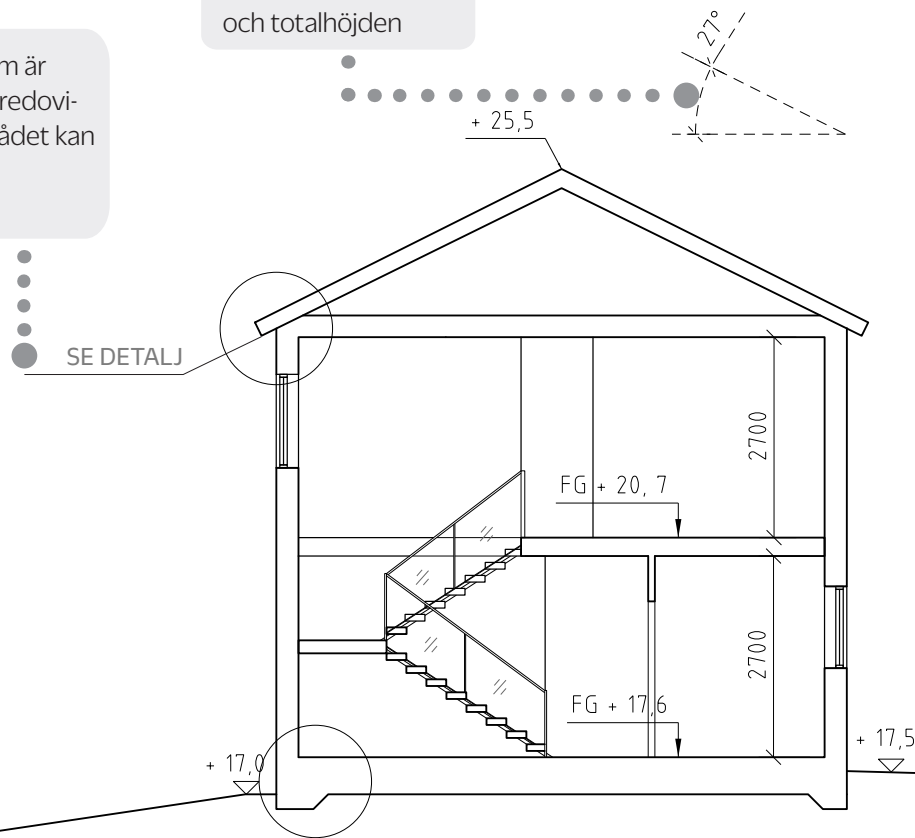 och totalhöjden
m är
redovi-
ådet kan
27°
+ 25,5
SE DETALJ
2700
FG + 20, 7
2700
FG + 17,6
+ 17,0
+ 17,5